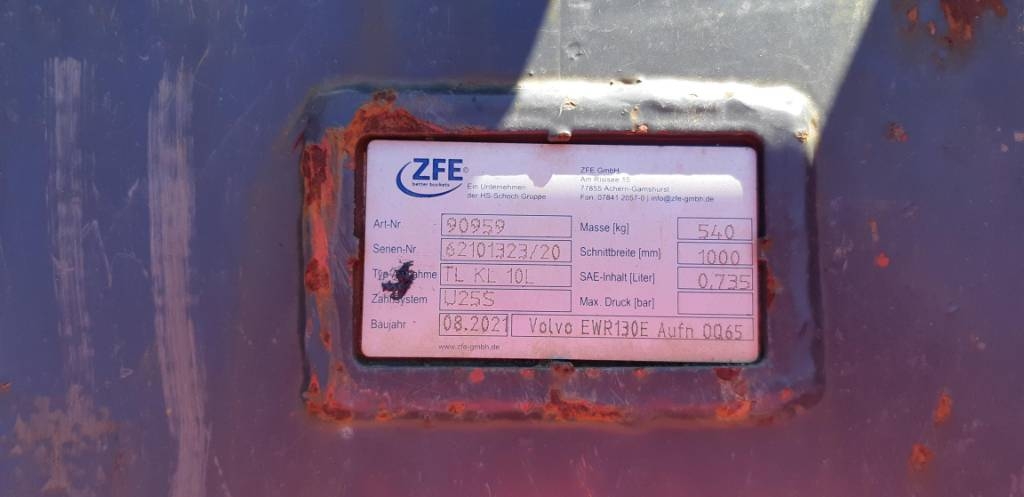 ZFE
better buckets
Ein Unternehmen
der HS-Schoch Gruppe
ZFE GmbH
77855 Achern-Gamshurst
Fon. 07841 2057-0 | info@zfe-gmbh.de
Art-Nr 90959
Serien-Nr 62101323/20
TL KL 10L
Zahnsystem U25S
Baujahr 08.2021 Volvo EWR130E Aufn OQ65
Masse [kg] 540
Schnittbreite [mm] 1000
SAE-Inhalt [Liter] 0,735
Max. Druck [bar]
www.zfe-gmbh.de